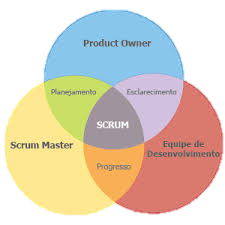 Product Owner
Planejamento
Esclarecimento
SCRUM
Scrum Master
Equipe de
Desenvolvimento
Progresso